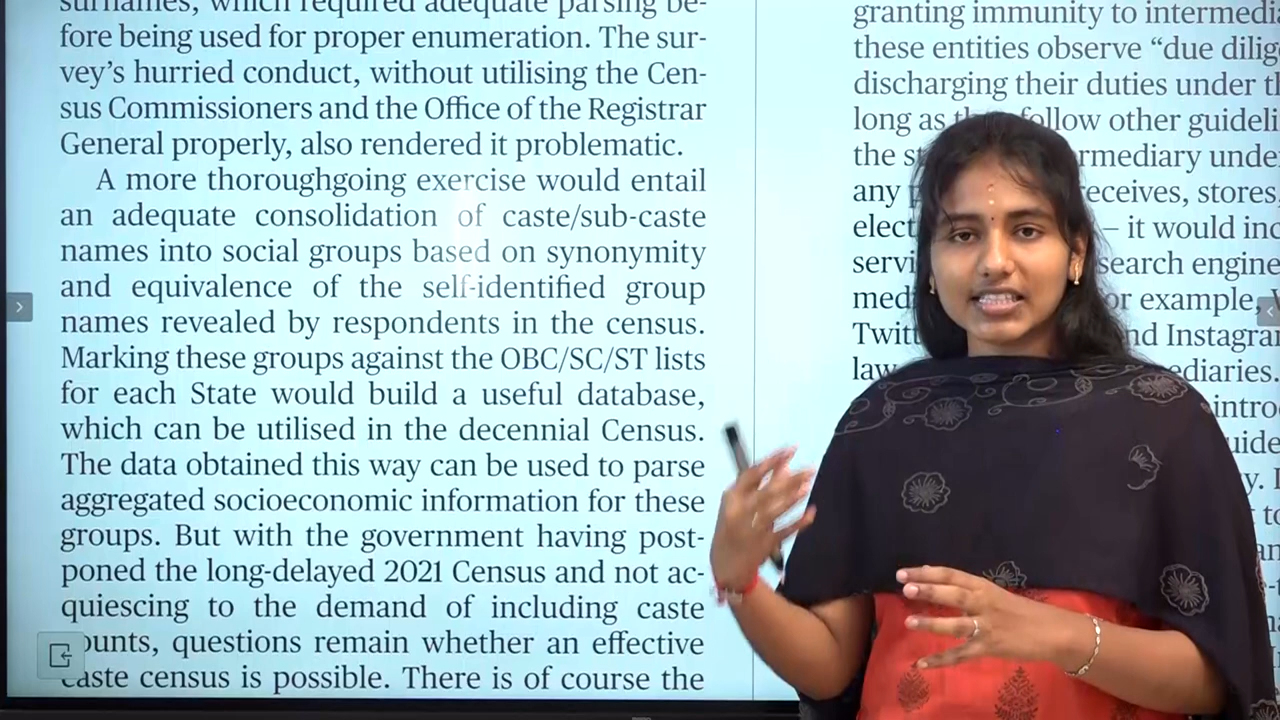 surnames, which required adequate parsing be-
fore being used for proper enumeration. The sur-
vey's hurried conduct, without utilising the Cen-
sus Commissioners and the Office of the Registrar
General properly, also rendered it problematic.
A more thoroughgoing exercise would entail
an adequate consolidation of caste/sub-caste
names into social groups based on synonymity
and equivalence of the self-identified group
names revealed by respondents in the census.
Marking these groups against the OBC/SC/ST lists
for each State would build a useful database,
which can be utilised in the decennial Census.
The data obtained this way can be used to parse
aggregated socioeconomic information for these
groups. But with the government having post-
poned the long-delayed 2021 Census and not ac-
quiescing to the demand of including caste
ounts, questions remain whether an effective
caste census is possible. There is of course the
granting immunity to intermedi
these entities observe “due dilig
discharging their duties under t
long as follow other guideli
the rmediary unde
any eceives, stores,
elect – it would inc
servi search engine
med or example,
Twitt nd Instagra
law ediaries.
intro
uide
y.